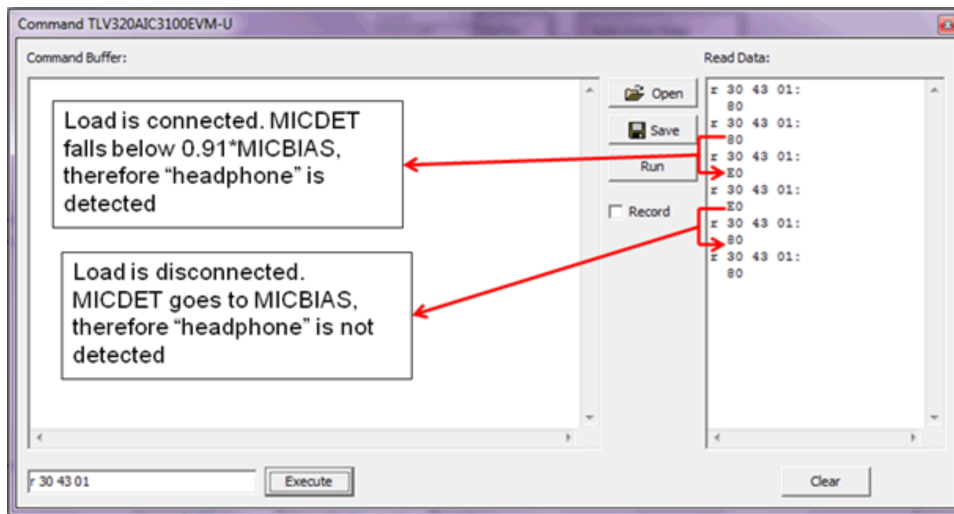 Command TLV320AIC3100EVM-U
Command Buffer:
Read Data:
Load is connected. MICDET
falls below 0.91*MICBIAS,
therefore “headphone” is
detected
Load is disconnected.
MICDET goes to MICBIAS,
therefore “headphone” is not
detected
Open
Save
Run
Record
r 30 43 01:
80
r 30 43 01:
80
r 30 43 01:
E0
r 30 43 01:
E0
r 30 43 01:
80
r 30 43 01:
80
r 30 43 01
Execute
Clear